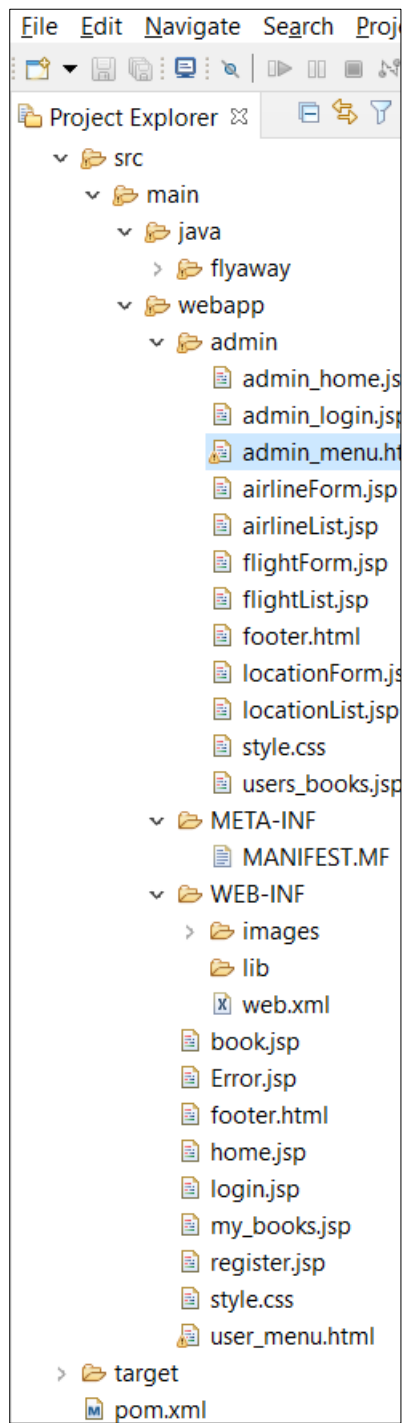 File Edit Navigate Search Proj
Project Explorer
src
main
java
flyaway
webapp
admin
admin_home.js
admin_login.jsp
admin_menu.ht
airlineForm.jsp
airlineList.jsp
flightForm.jsp
flightList.jsp
footer.html
locationForm.js
locationList.jsp
style.css
users_books.jsp
META-INF
MANIFEST.MF
WEB-INF
images
lib
web.xml
book.jsp
Error.jsp
footer.html
home.jsp
login.jsp
my_books.jsp
register.jsp
style.css
user_menu.html
target
pom.xml